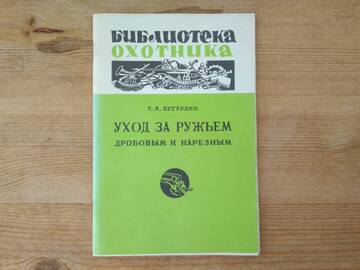 БИБЛИОТЕКА
ОХОТНИКА
С. А. БУТУРЛИН
УХОД ЗА РУЖЬЕМ
ДРОБОВЫМ И НАРЕЗНЫМ